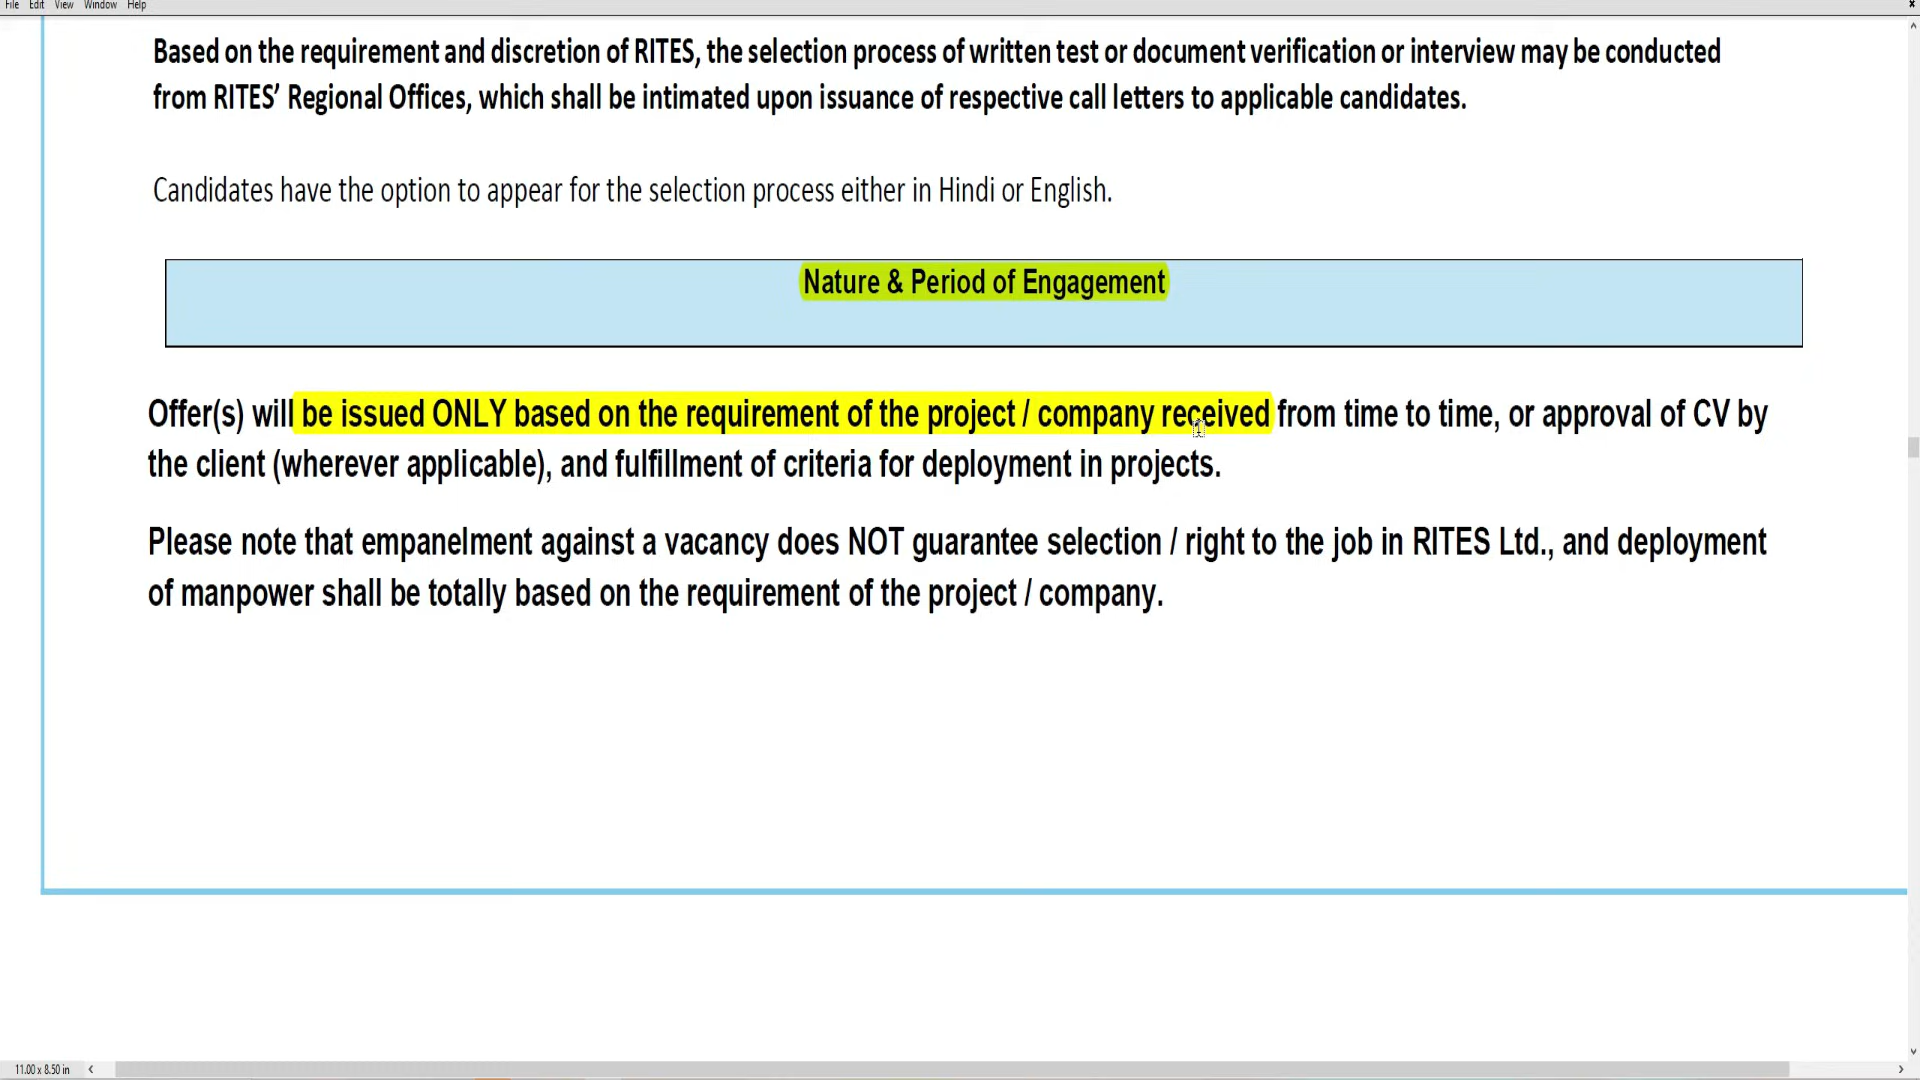 File Edit View Window Help
Based on the requirement and discretion of RITES, the selection process of written test or document verification or interview may be conducted
from RITES’ Regional Offices, which shall be intimated upon issuance of respective call letters to applicable candidates.
Candidates have the option to appear for the selection process either in Hindi or English.
Nature & Period of Engagement
Offer(s) will be issued ONLY based on the requirement of the project / company received from time to time, or approval of CV by
the client (wherever applicable), and fulfillment of criteria for deployment in projects.
Please note that empanelment against a vacancy does NOT guarantee selection / right to the job in RITES Ltd., and deployment
of manpower shall be totally based on the requirement of the project / company.
11.00 x 8.50 in